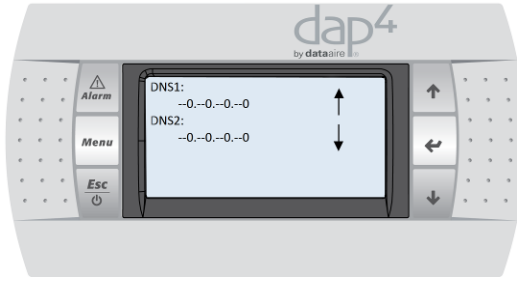 dap4
by dataaire
Alarm
Menu
Esc
DNS1:
--0.--0.--0.--0
DNS2:
--0.--0.--0.--0